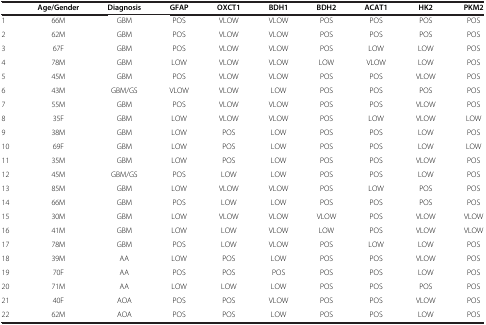 Age/Gender Diagnosis GFAP OXCT1 BDH1 BDH2 ACAT1 HK2 PKM2
1 66M GBM POS VLOW VLOW POS POS POS POS
2 62M GBM POS VLOW VLOW POS POS POS POS
3 67F GBM POS VLOW VLOW POS LOW LOW POS
4 78M GBM LOW VLOW VLOW LOW VLOW LOW POS
5 45M GBM POS VLOW VLOW POS POS VLOW POS
6 43M GBM/GS VLOW VLOW LOW POS POS POS POS
7 55M GBM POS VLOW VLOW POS POS VLOW POS
8 35F GBM LOW VLOW VLOW POS LOW VLOW LOW
9 38M GBM LOW POS LOW POS POS LOW POS
10 69F GBM LOW POS LOW POS POS LOW LOW
11 35M GBM LOW POS LOW POS POS VLOW POS
12 45M GBM/GS POS LOW LOW POS POS LOW POS
13 85M GBM LOW VLOW VLOW POS LOW POS POS
14 66M GBM POS LOW LOW POS POS POS POS
15 30M GBM LOW VLOW VLOW VLOW POS VLOW VLOW
16 41M GBM LOW LOW VLOW LOW POS VLOW VLOW
17 78M GBM POS LOW VLOW POS LOW LOW POS
18 39M AA LOW POS LOW POS POS VLOW POS
19 70F AA POS POS POS POS POS LOW POS
20 71M AA LOW LOW LOW POS POS POS POS
21 40F AOA POS POS VLOW POS POS VLOW POS
22 62M AOA POS POS LOW POS POS LOW POS